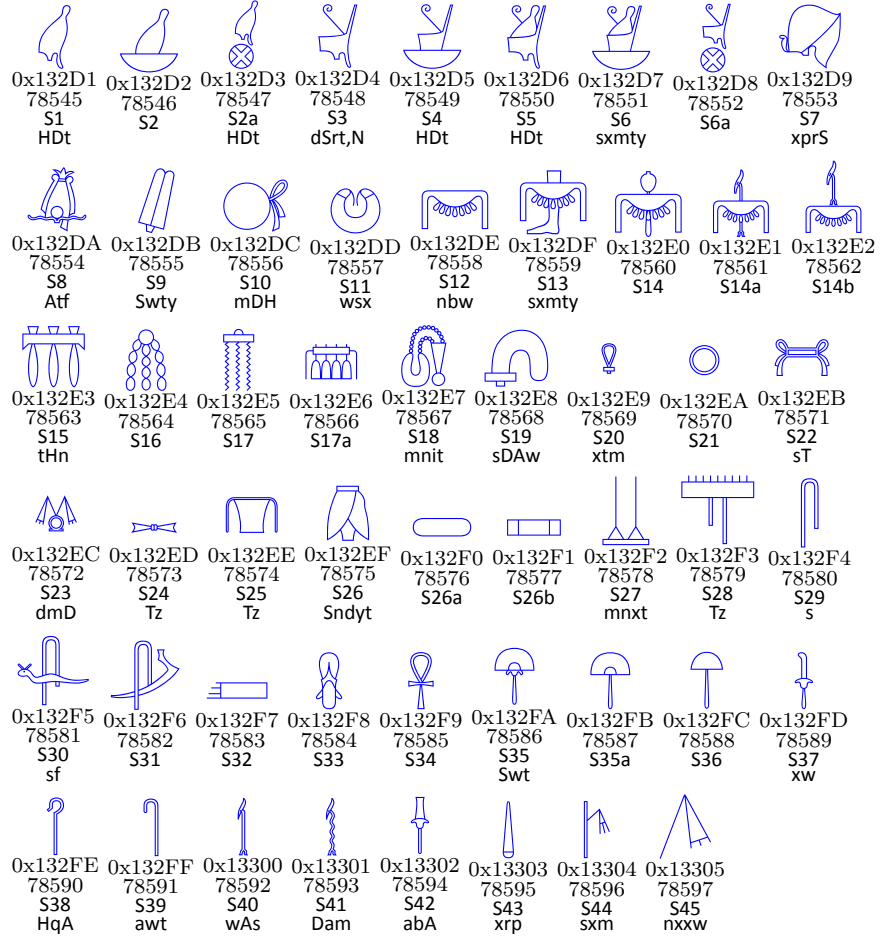 0x132D1 0x132D2 0x132D3 0x132D4 0x132D5 0x132D6 0x132D7 0x132D8 0x132D9
78545 78546 78547 78548 78549 78550 78551 78552 78553
S1 S2 S2a S3 S4 S5 S6 S6a S7
HDt HDt dSrt,N HDt HDt sxmty xprS
0x132DA 0x132DB 0x132DC 0x132DD 0x132DE 0x132DF 0x132E0 0x132E1 0x132E2
78554 78555 78556 78557 78558 78559 78560 78561 78562
S8 S9 S10 S11 S12 S13 S14 S14a S14b
Atf Swty mDH wsx nbw sxmty
0x132E3 0x132E4 0x132E5 0x132E6 0x132E7 0x132E8 0x132E9 0x132EA 0x132EB
78563 78564 78565 78566 78567 78568 78569 78570 78571
S15 S16 S17 S17a S18 S19 S20 S21 S22
tHn mnit sDAw xtm sT
0x132EC 0x132ED 0x132EE 0x132EF 0x132F0 0x132F1 0x132F2 0x132F3 0x132F4
78572 78573 78574 78575 78576 78577 78578 78579 78580
S23 S24 S25 S26 S26a S26b S27 S28 S29
dmD Tz Tz Sndyt mnxt Tz s
0x132F5 0x132F6 0x132F7 0x132F8 0x132F9 0x132FA 0x132FB 0x132FC 0x132FD
78581 78582 78583 78584 78585 78586 78587 78588 78589
S30 S31 S32 S33 S34 S35 S35a S36 S37
sf Swt xw
0x132FE 0x132FF 0x13300 0x13301 0x13302 0x13303 0x13304 0x13305
78590 78591 78592 78593 78594 78595 78596 78597
S38 S39 S40 S41 S42 S43 S44 S45
HqA awt wAs Dam abA xrp sxm nxxw